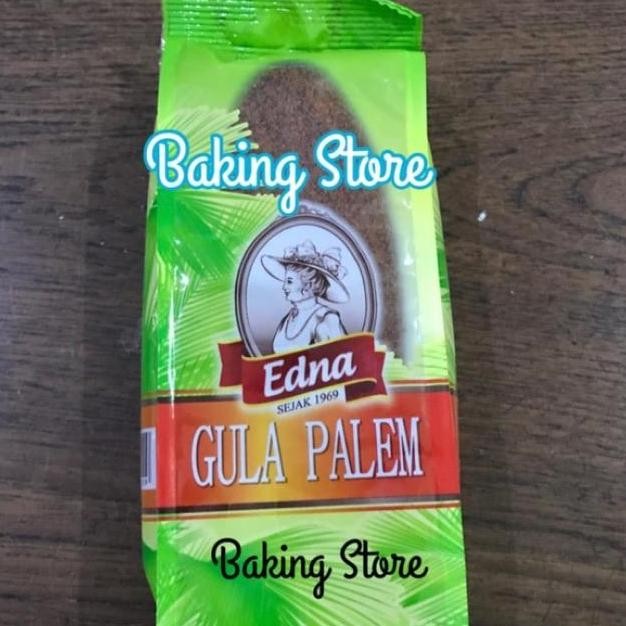 Baking Store
Edna
SEJAK 1969
GULA PALEM
Baking Store